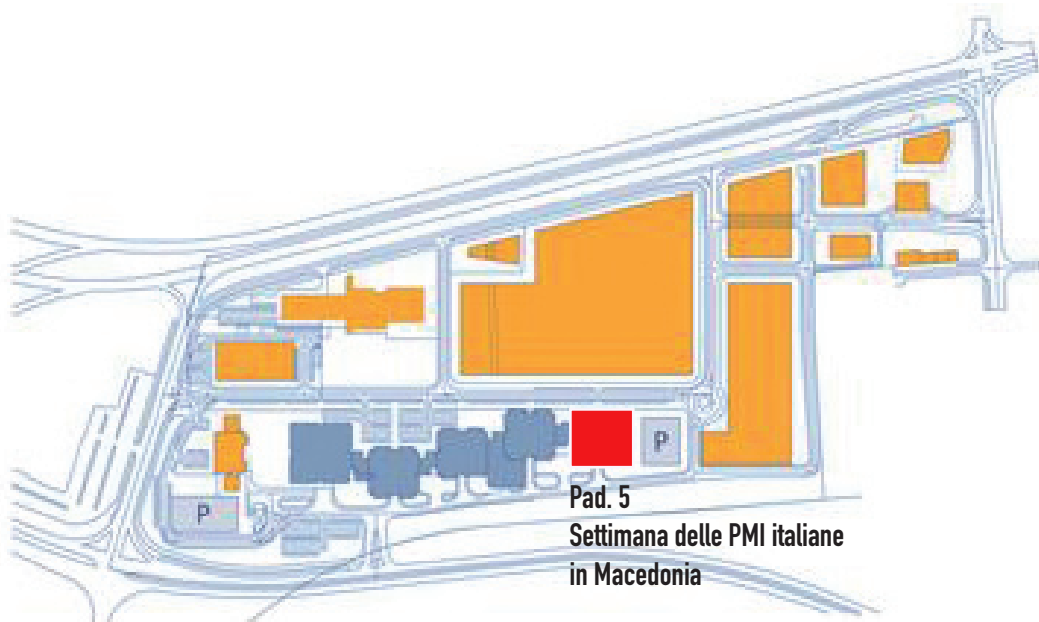 P
P
Pad. 5
Settimana delle PMI italiane
in Macedonia